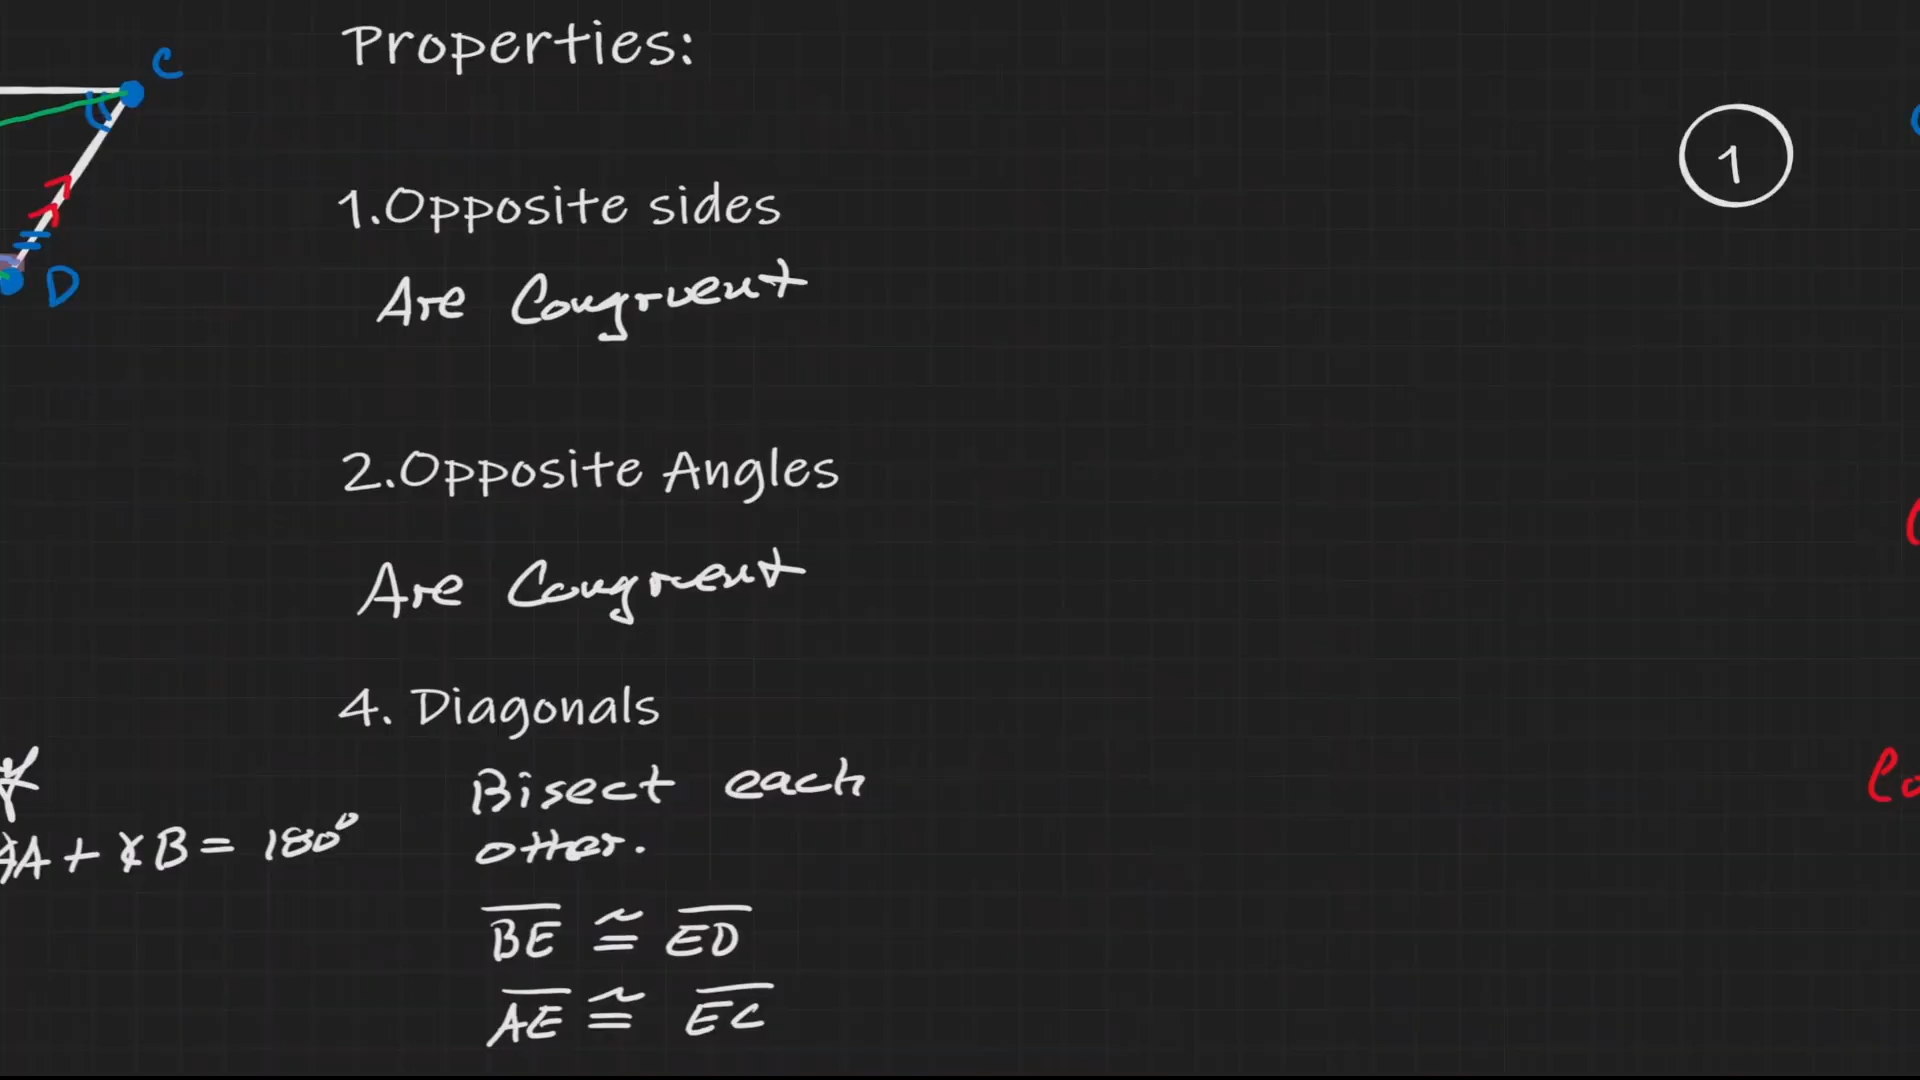 C
Properties:
1
1.Opposite sides
D
Are Congruent
2.Opposite Angles
Are Congruent
4. Diagonals
Bisect each
∢A + ∢B = 180°
other.
BE ≅ ED
AE ≅ EC